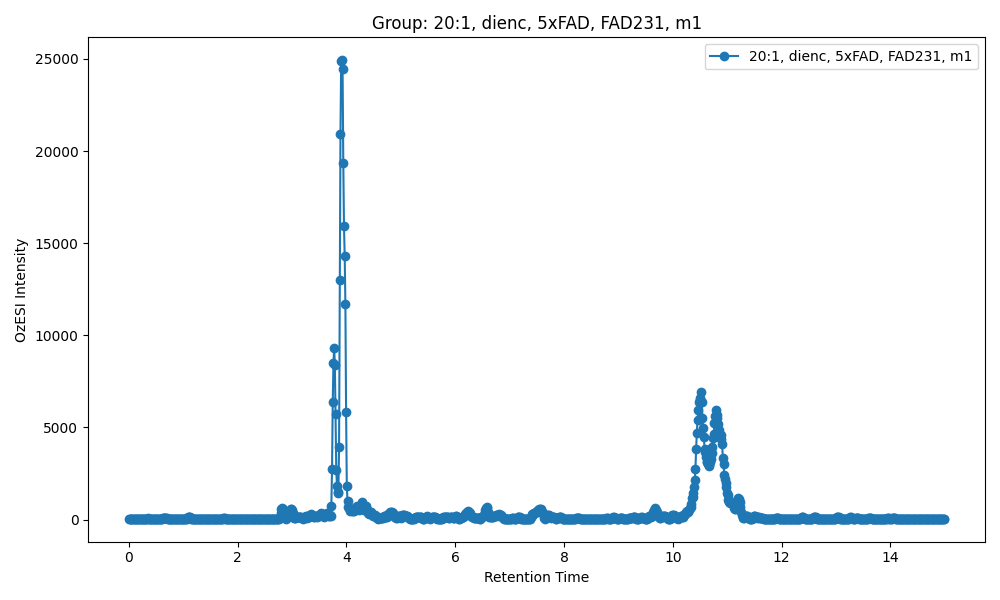 Group: 20:1, dienc, 5xFAD, FAD231, m1
20:1, dienc, 5xFAD, FAD231, m1
25000
20000
15000
10000
5000
0
OzESI Intensity
0 2 4 6 8 10 12 14
Retention Time